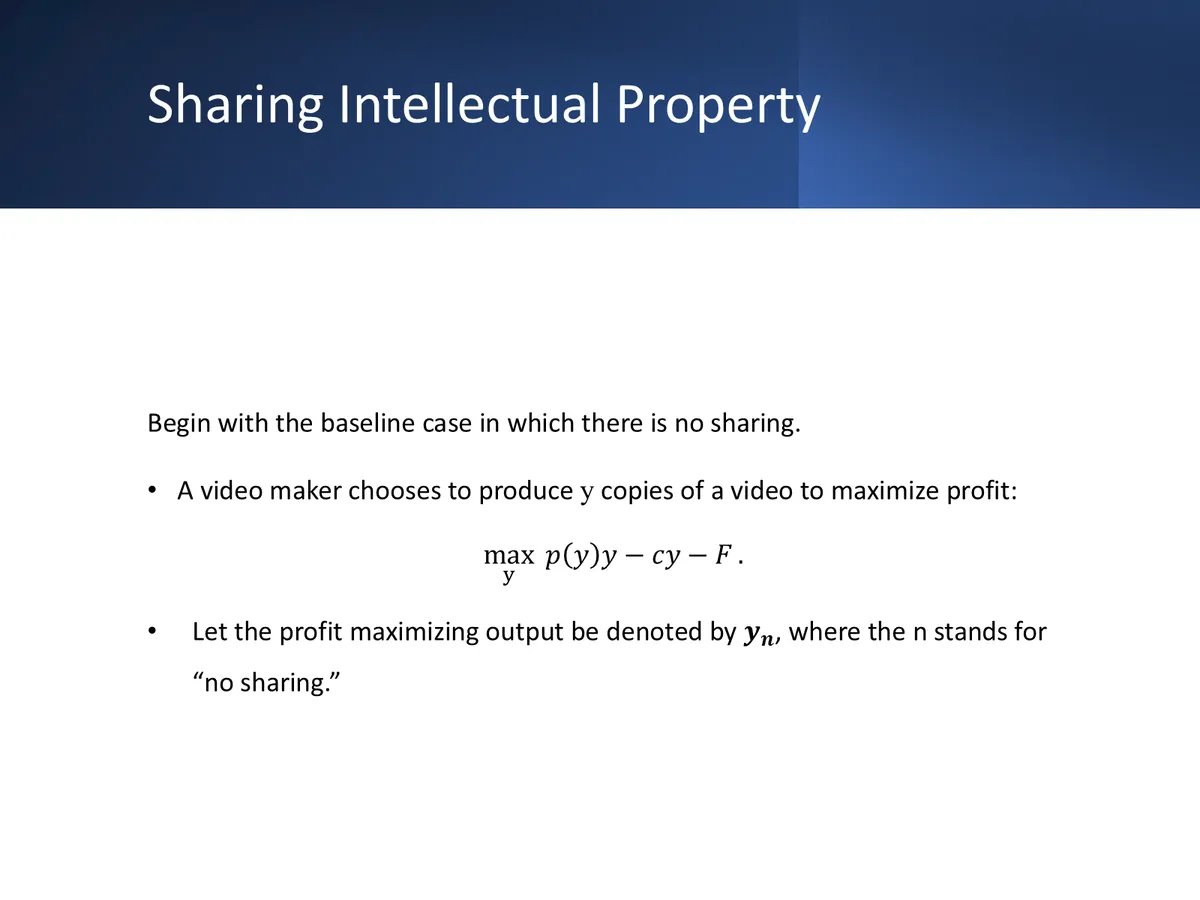 Sharing Intellectual Property
Begin with the baseline case in which there is no sharing.
• A video maker chooses to produce y copies of a video to maximize profit:
max p(y)y − cy − F .
y
• Let the profit maximizing output be denoted by yₙ, where the n stands for
“no sharing.”